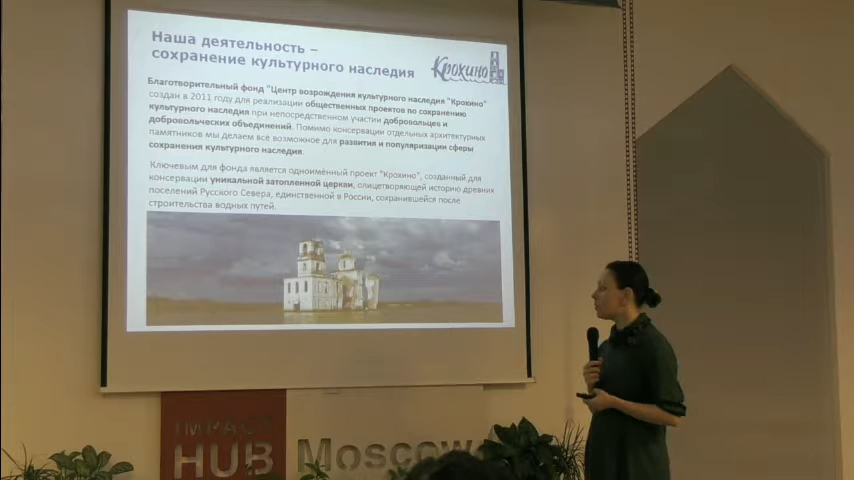 Наша деятельность –
сохранение культурного наследия
Крохино
Благотворительный фонд "Центр возрождения культурного наследия "Крохино"
создан в 2011 году для реализации общественных проектов по сохранению
культурного наследия при непосредственном участии добровольцев и
добровольческих объединений. Помимо консервации отдельных архитектурных
памятников мы делаем всё возможное для развития и популяризации сферы
сохранения культурного наследия.
Ключевым для фонда является одноимённый проект "Крохино", созданный для
консервации уникальной затопленной церкви, олицетворяющей историю древних
поселений Русского Севера, единственной в России, сохранившейся после
строительства водных путей.
IMPACT
HUB Moscow